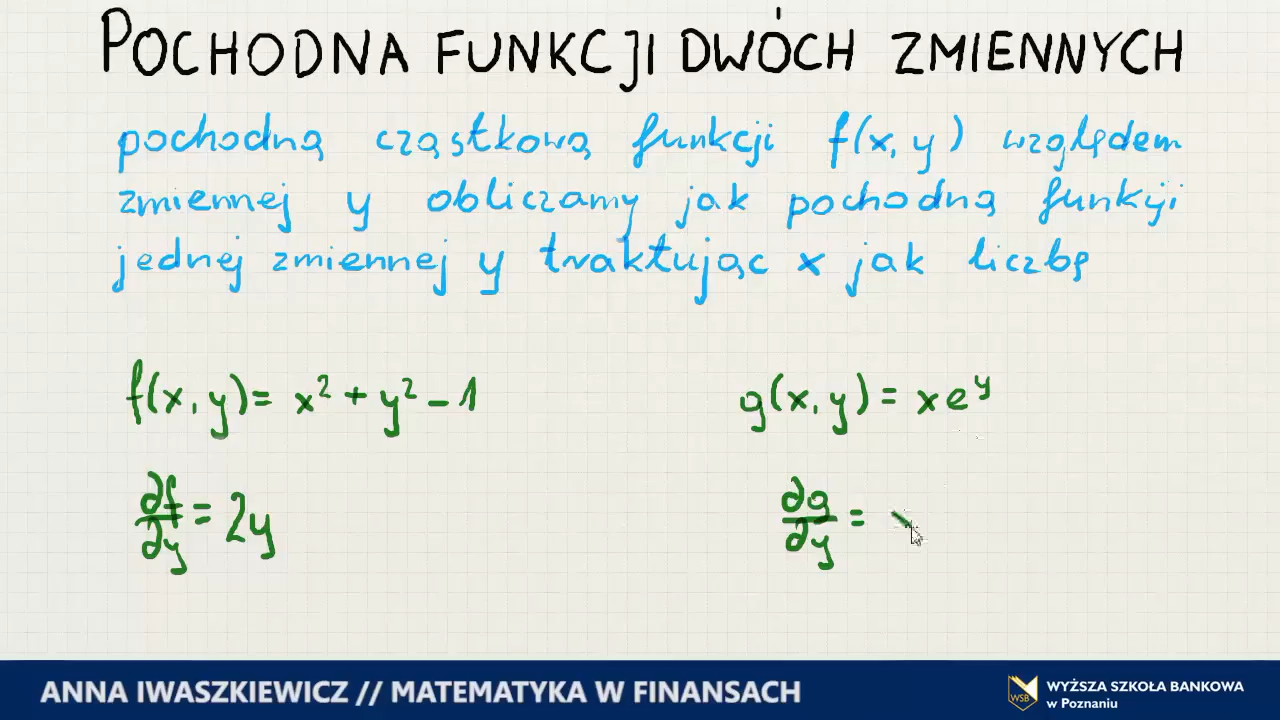 POCHODNA FUNKCJI DWÓCH ZMIENNYCH
pochodną cząstkową funkcji f(x, y) względem
zmiennej y obliczamy jak pochodną funkcji
jednej zmiennej y traktując x jak liczbę
f(x, y) = x² + y² - 1
g(x, y) = xe^y
∂f/∂y = 2y
∂g/∂y =
ANNA IWASZKIEWICZ // MATEMATYKA W FINANSACH
WSB
WYŻSZA SZKOŁA BANKOWA
w Poznaniu